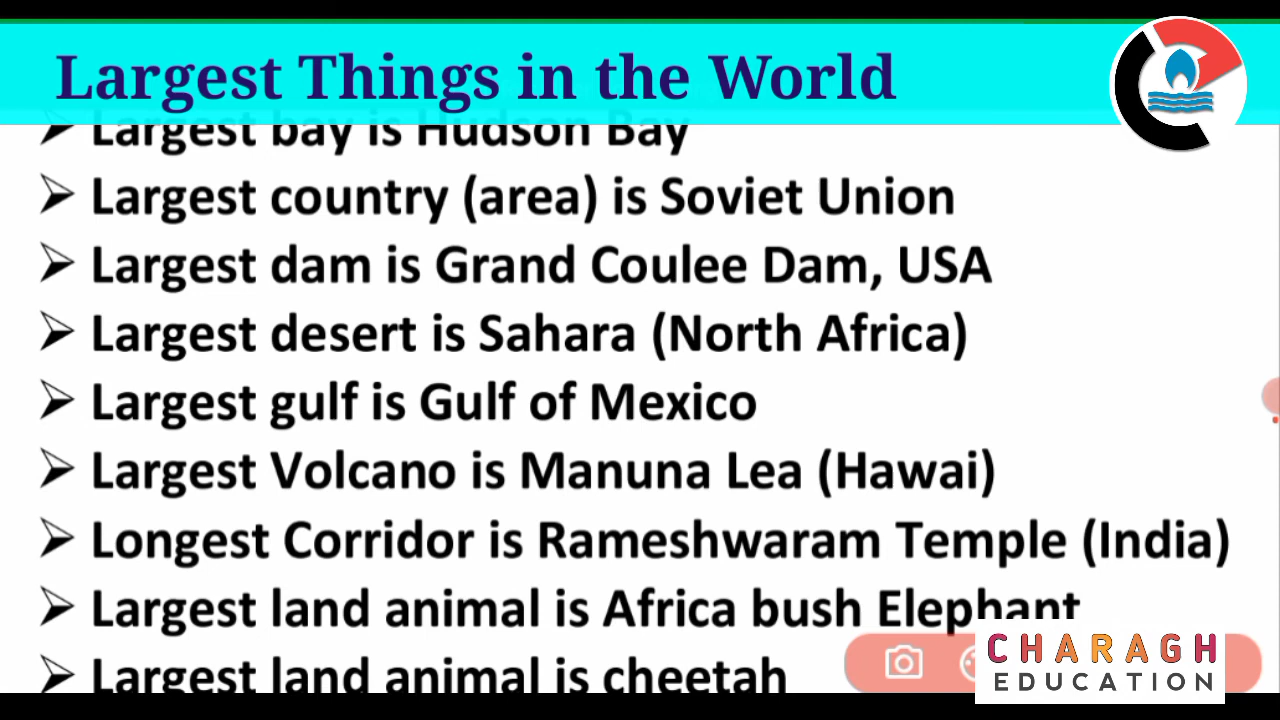 Largest Things in the World
➢ Largest bay is Hudson Bay
➢ Largest country (area) is Soviet Union
➢ Largest dam is Grand Coulee Dam, USA
➢ Largest desert is Sahara (North Africa)
➢ Largest gulf is Gulf of Mexico
➢ Largest Volcano is Manuna Lea (Hawai)
➢ Longest Corridor is Rameshwaram Temple (India)
➢ Largest land animal is Africa bush Elephant
➢ Largest land animal is cheetah
CHARAGH
EDUCATION